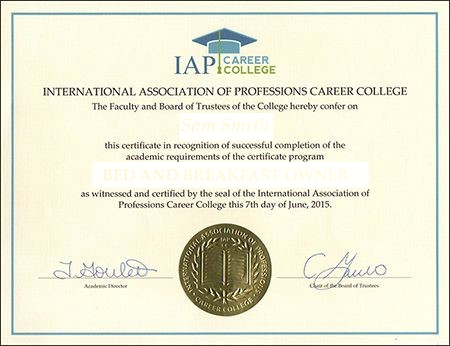 IAP CAREER
COLLEGE
INTERNATIONAL ASSOCIATION OF PROFESSIONS CAREER COLLEGE
The Faculty and Board of Trustees of the College hereby confer on
Sam Smith
this certificate in recognition of successful completion of the
academic requirements of the certificate program
BED AND BREAKFAST OWNER
as witnessed and certified by the seal of the International Association of
Professions Career College this 7th day of June, 2015.
INTERNATIONAL ASSOCIATION OF PROFESSIONS
IAP
CAREER COLLEGE
Academic Director
Chair of the Board of Trustees